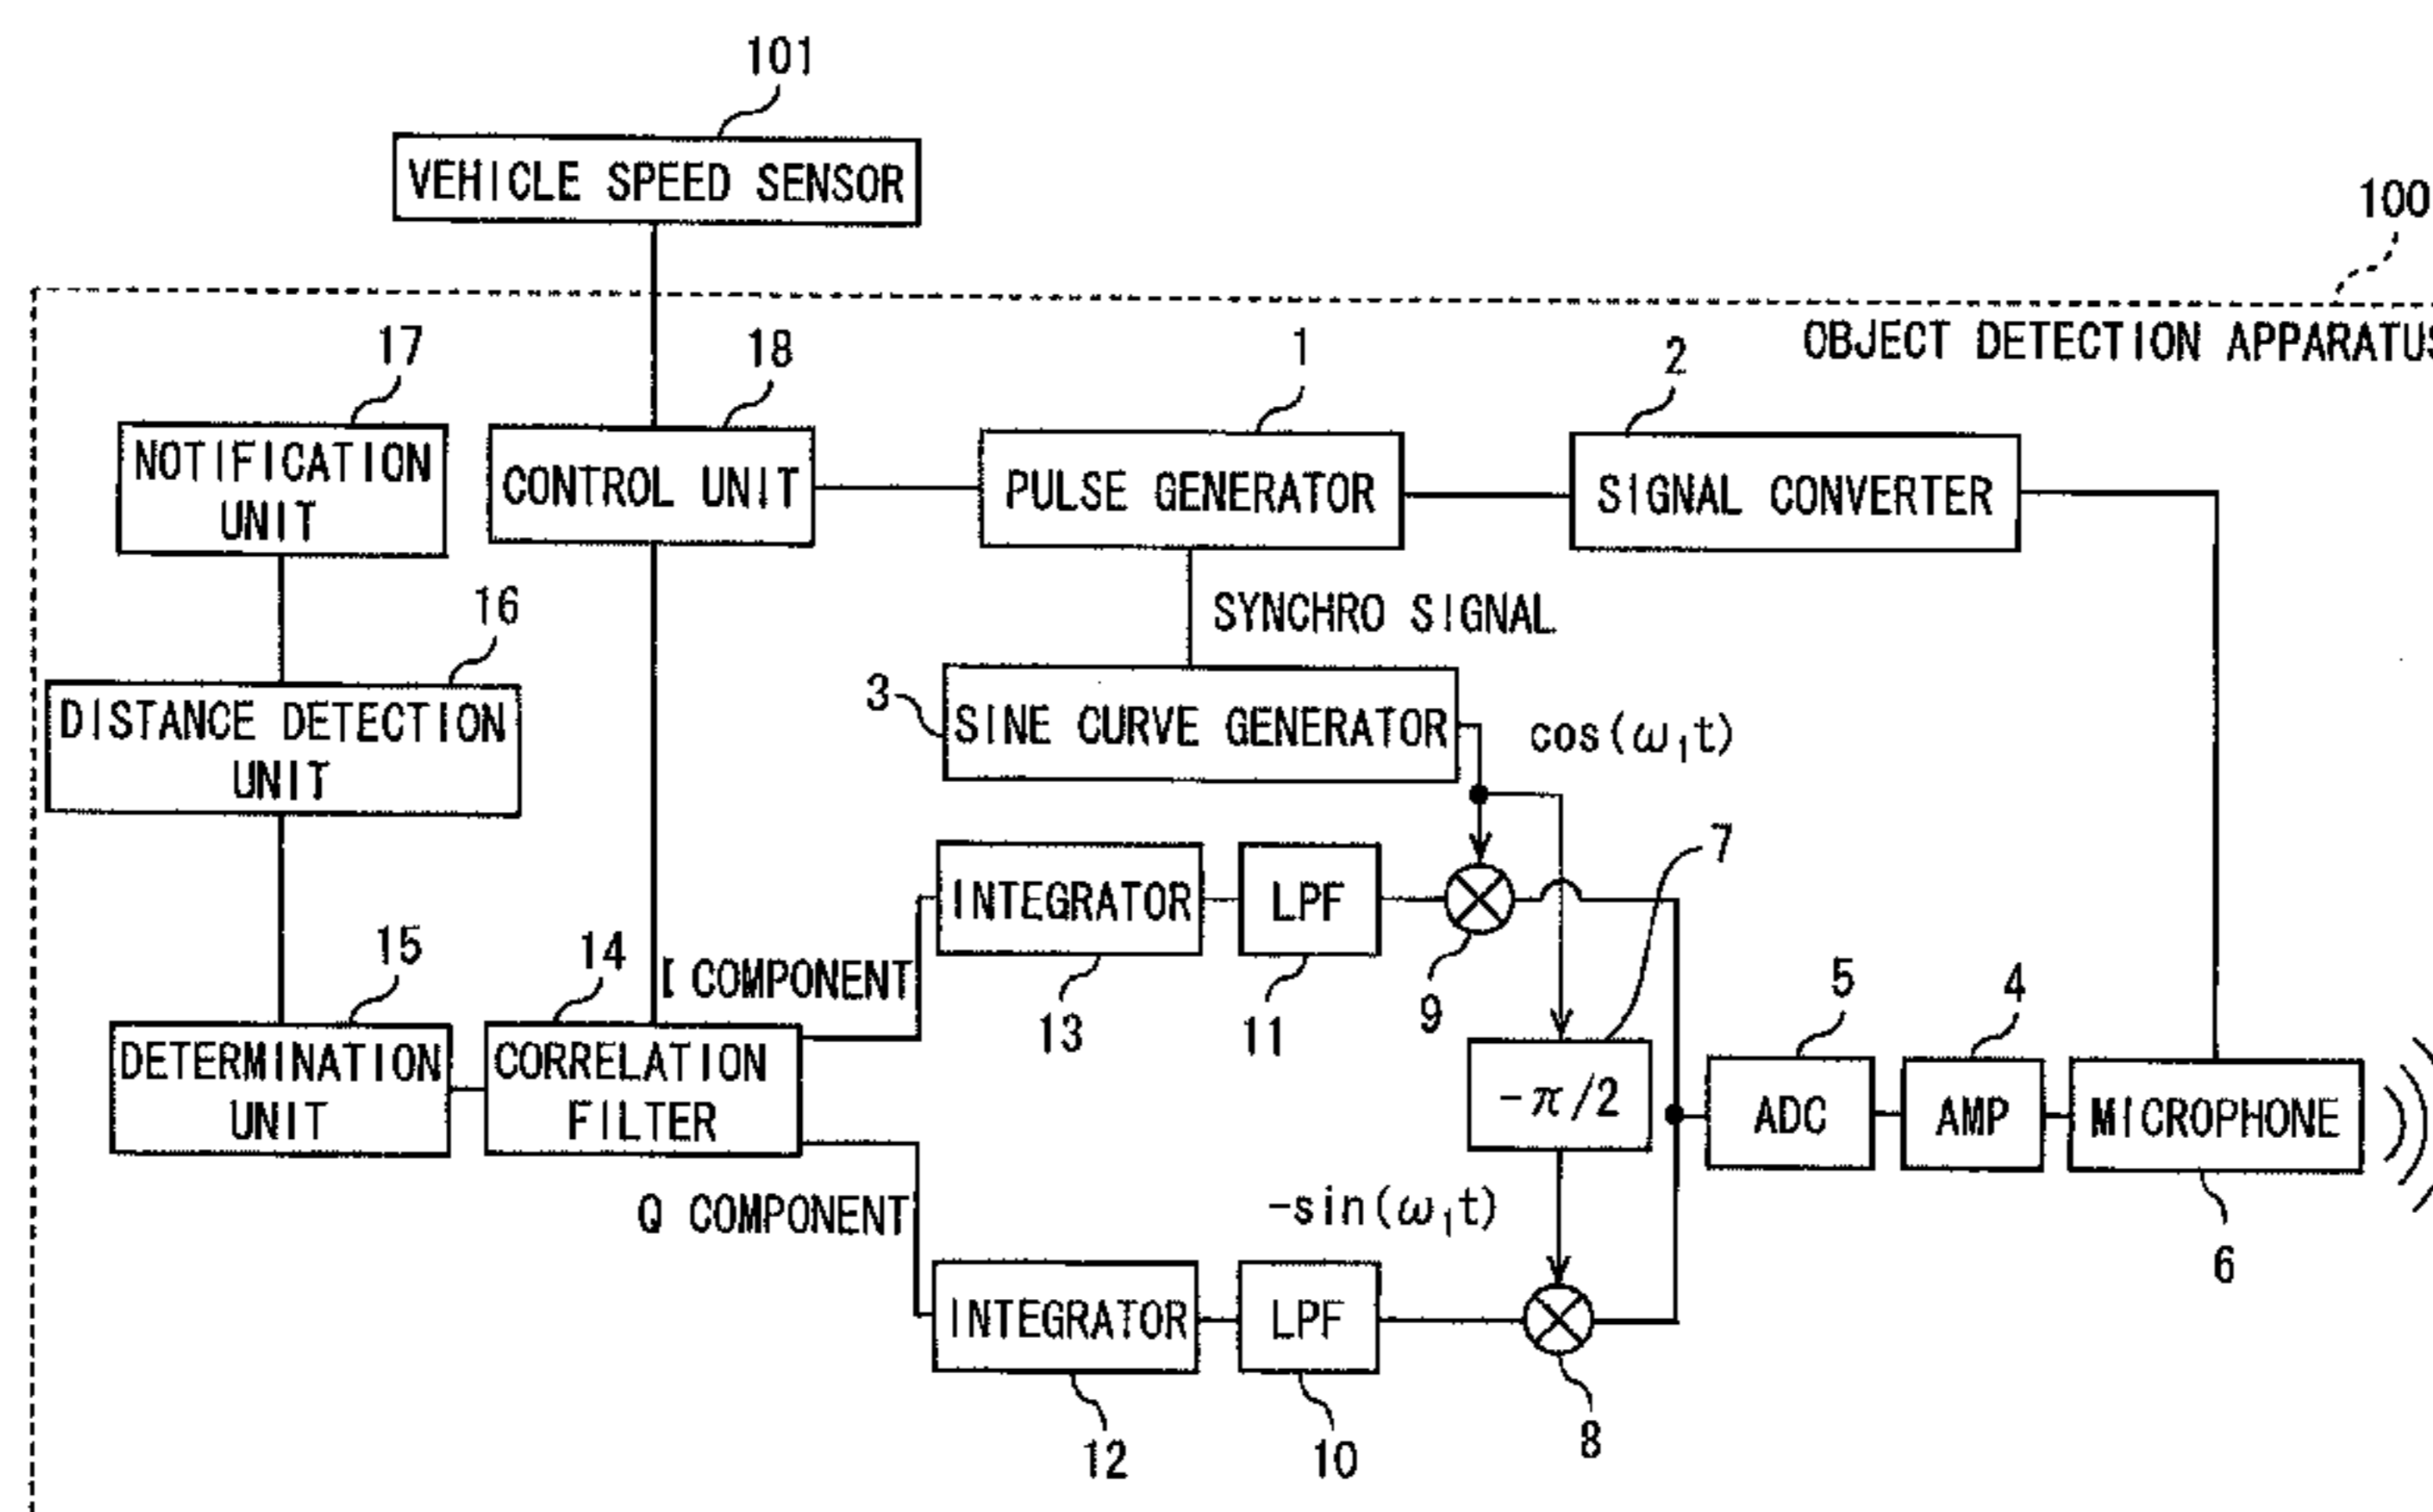 101
VEHICLE SPEED SENSOR
100
OBJECT DETECTION APPARATUS
17
18
1
2
NOTIFICATION
UNIT
CONTROL UNIT
PULSE GENERATOR
SIGNAL CONVERTER
16
SYNCHRO SIGNAL
DISTANCE DETECTION
UNIT
3
SINE CURVE GENERATOR
cos(ω₁t)
7
INTEGRATOR
LPF
15
14
I COMPONENT
13
11
9
5
4
DETERMINATION
UNIT
CORRELATION
FILTER
-π/2
ADC
AMP
MICROPHONE
Q COMPONENT
-sin(ω₁t)
6
INTEGRATOR
LPF
12
10
8